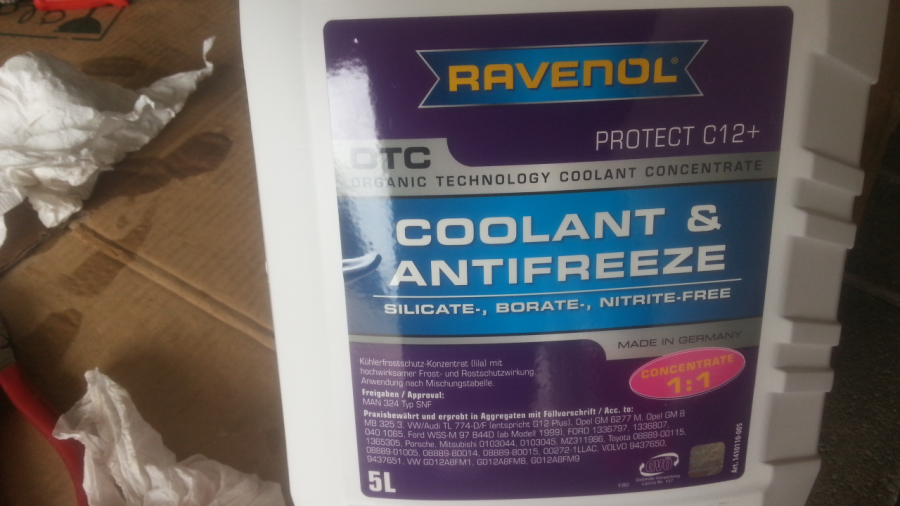 RAVENOL®
PROTECT C12+
OTC
ORGANIC TECHNOLOGY COOLANT CONCENTRATE
COOLANT &
ANTIFREEZE
SILICATE-, BORATE-, NITRITE-FREE
MADE IN GERMANY
CONCENTRATE
1:1
Kühlerfrostschutz-Konzentrat (lila) mit
hochwirksamer Frost- und Rostschutzwirkung.
Anwendung nach Mischungstabelle.
Freigaben / Approval:
MAN 324 Typ SNF
Praxisbewährt und erprobt in Aggregaten mit Füllvorschrift / Acc. to:
MB 325 3, VW/Audi TL 774-D/F (entspricht G12 Plus), Opel GM 6277 M, Opel GM B
040 1065, Ford WSS-M 97 B44D (ab Modell 1999), FORD 1336797, 1336807,
1365305, Porsche, Mitsubishi 0103044, 0103045, MZ311986, Toyota 08889-00115,
08889-01005, 08889-80014, 08889-80015, 00272-1LLAC, VOLVO 9437650,
9437651, VW G012A8FM1, G012A8FM8, G012A8FM9
5L
Art.1410110-005